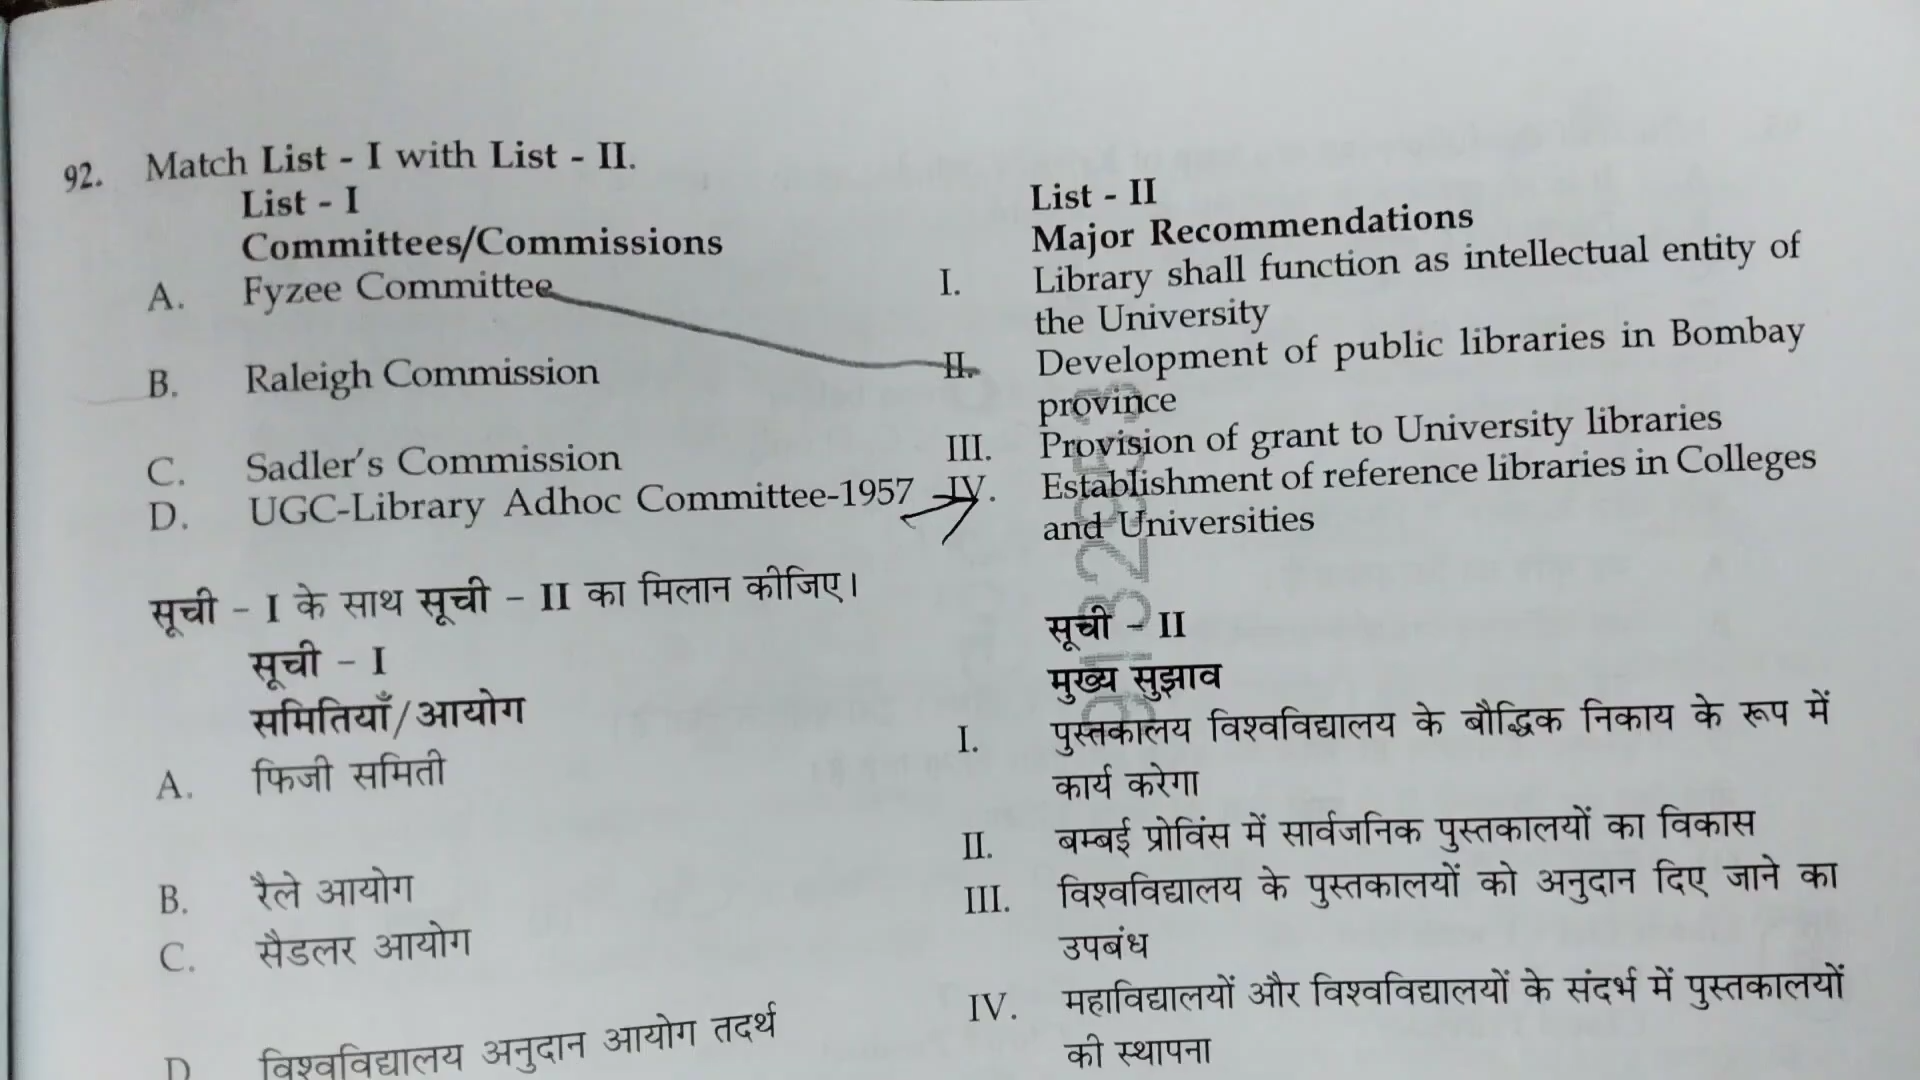 92. Match List - I with List - II.
List - I
Committees/Commissions
A. Fyzee Committee
B. Raleigh Commission
C. Sadler's Commission
D. UGC-Library Adhoc Committee-1957
List - II
Major Recommendations
I. Library shall function as intellectual entity of
the University
II. Development of public libraries in Bombay
province
III. Provision of grant to University libraries
IV. Establishment of reference libraries in Colleges
and Universities
सूची - I के साथ सूची - II का मिलान कीजिए।
सूची - I
समितियाँ/आयोग
A. फिजी समिती
B. रैले आयोग
C. सैडलर आयोग
D. विश्वविद्यालय अनुदान आयोग तदर्थ
सूची - II
मुख्य सुझाव
I. पुस्तकालय विश्वविद्यालय के बौद्धिक निकाय के रूप में
कार्य करेगा
II. बम्बई प्रोविंस में सार्वजनिक पुस्तकालयों का विकास
III. विश्वविद्यालय के पुस्तकालयों को अनुदान दिए जाने का
उपबंध
IV. महाविद्यालयों और विश्वविद्यालयों के संदर्भ में पुस्तकालयों
की स्थापना